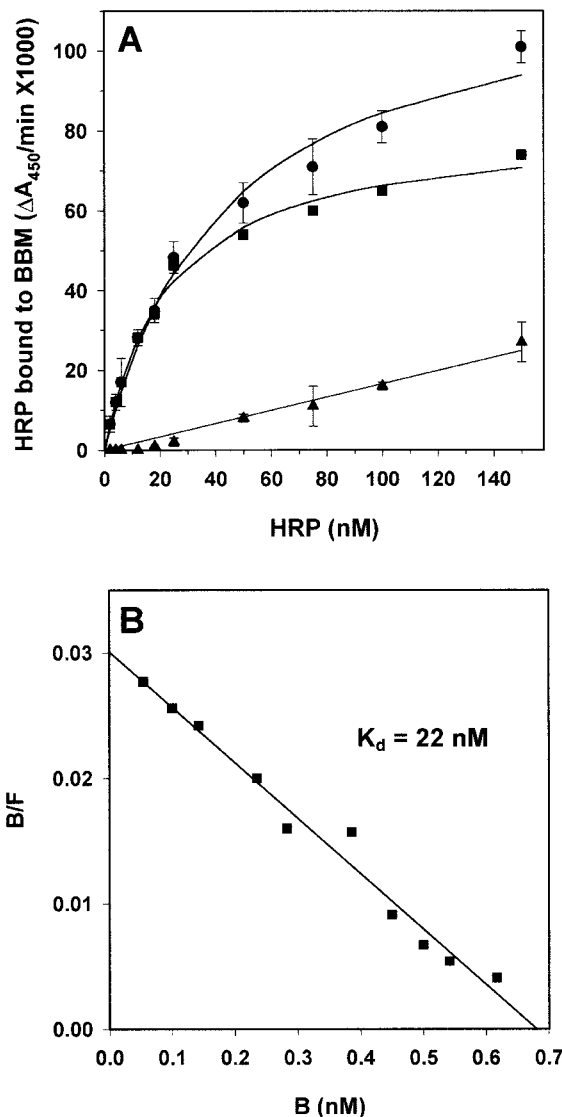 A
HRP bound to BBM (ΔA₄₅₀/min X1000)
100
80
60
40
20
0
0 20 40 60 80 100 120 140
HRP (nM)
B
K_d = 22 nM
B/F
0.03
0.02
0.01
0.00
0.0 0.1 0.2 0.3 0.4 0.5 0.6 0.7
B (nM)